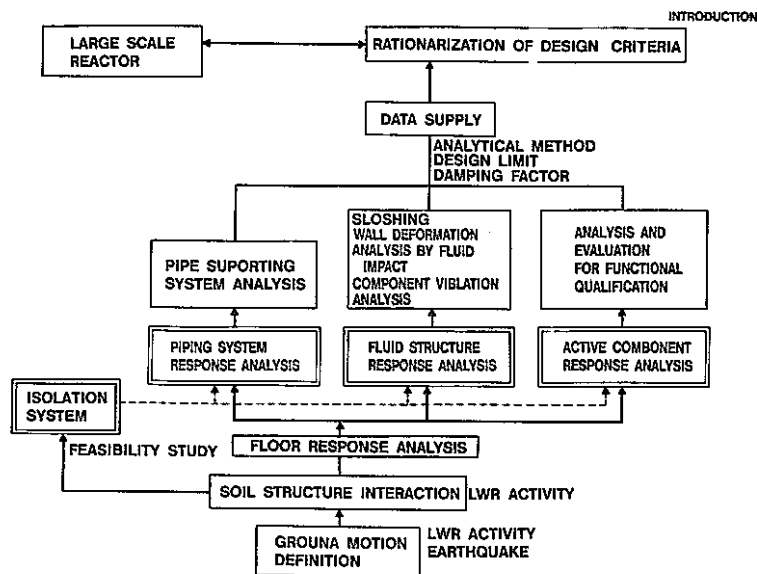 INTRODUCTION
LARGE SCALE
REACTOR
RATIONARIZATION OF DESIGN CRITERIA
DATA SUPPLY
ANALYTICAL METHOD
DESIGN LIMIT
DAMPING FACTOR
PIPE SUPORTING
SYSTEM ANALYSIS
SLOSHING
WALL DEFORMATION
ANALYSIS BY FLUID
IMPACT
COMPONENT VIBLATION
ANALYSIS
ANALYSIS AND
EVALUATION
FOR FUNCTIONAL
QUALIFICATION
PIPING SYSTEM
RESPONSE ANALYSIS
FLUID STRUCTURE
RESPONSE ANALYSIS
ACTIVE COMPONENT
RESPONSE ANALYSIS
ISOLATION
SYSTEM
FEASIBILITY STUDY
FLOOR RESPONSE ANALYSIS
SOIL STRUCTURE INTERACTION
LWR ACTIVITY
GROUNA MOTION
DEFINITION
LWR ACTIVITY
EARTHQUAKE